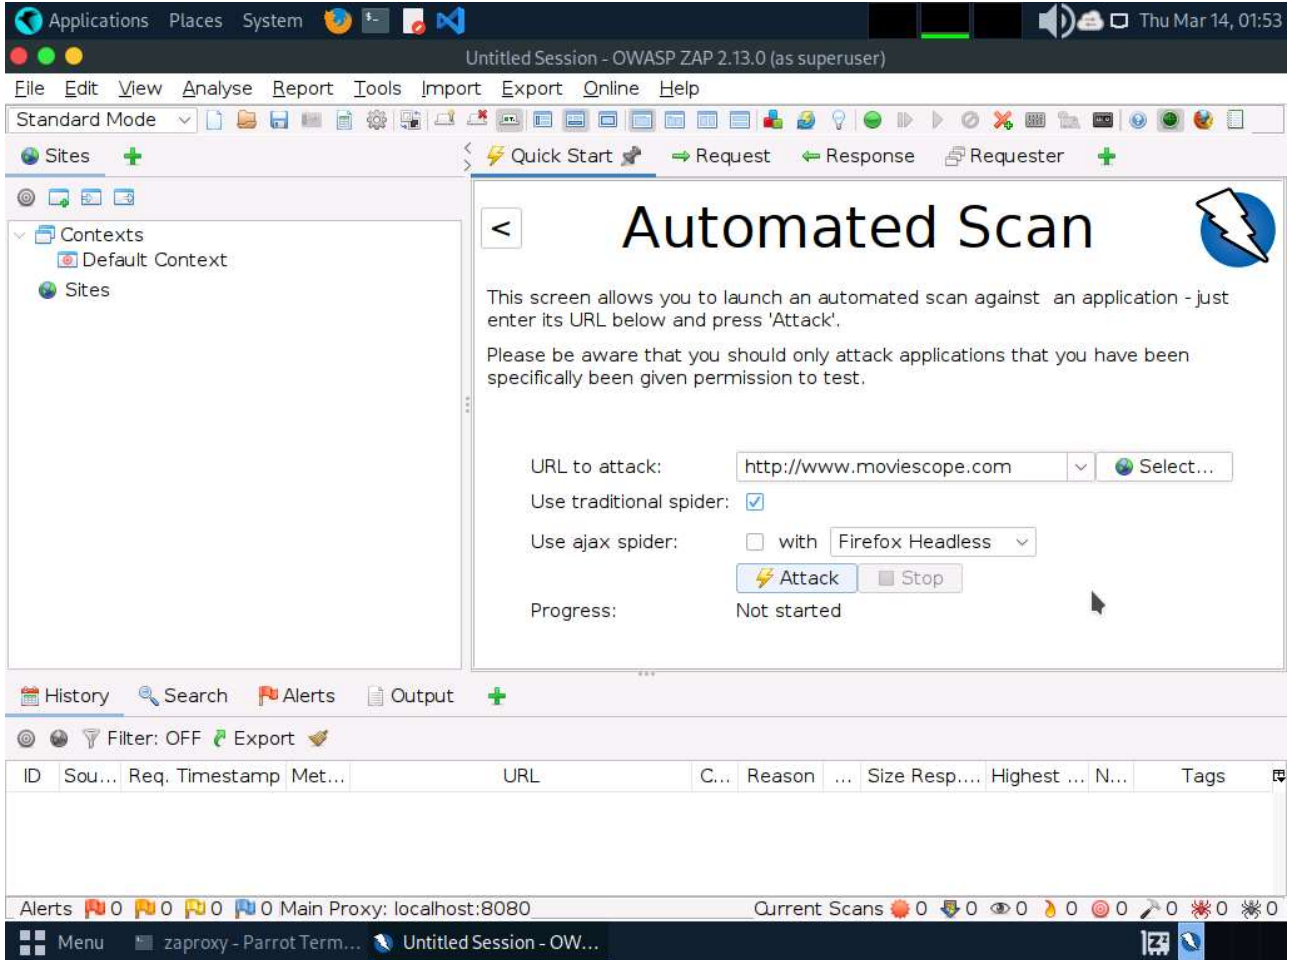 Applications Places System Thu Mar 14, 01:53
Untitled Session - OWASP ZAP 2.13.0 (as superuser)
File Edit View Analyse Report Tools Import Export Online Help
Standard Mode
Sites Quick Start Request Response Requester
Contexts
Default Context
Sites
< Automated Scan
This screen allows you to launch an automated scan against an application - just
enter its URL below and press 'Attack'.
Please be aware that you should only attack applications that you have been
specifically been given permission to test.
URL to attack: http://www.moviescope.com Select...
Use traditional spider:
Use ajax spider: with Firefox Headless
Attack Stop
Progress: Not started
History Search Alerts Output
Filter: OFF Export
ID Sou... Req. Timestamp Met... URL C... Reason ... Size Resp.... Highest ... N... Tags
Alerts 0 0 0 0 Main Proxy: localhost:8080 Current Scans 0 0 0 0 0 0 0 0
Menu zaproxy - Parrot Term... Untitled Session - OW...